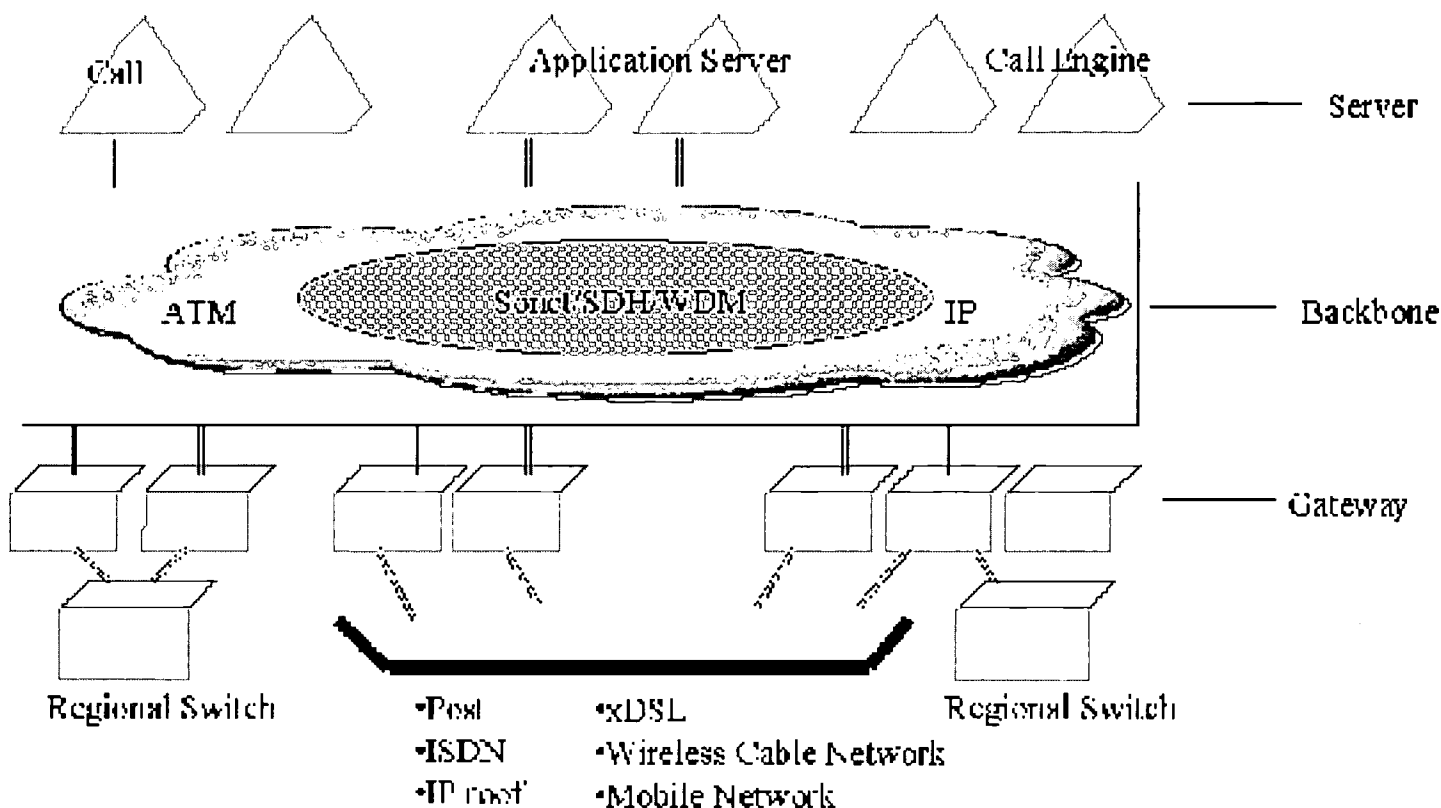 Call
Application Server
Call Engine
Server
ATM
Sonet/SDH/WDM
IP
Backbone
Gateway
Regional Switch
Regional Switch
•Post
•xDSL
•ISDN
•Wireless Cable Network
•IP
•Mobile Network